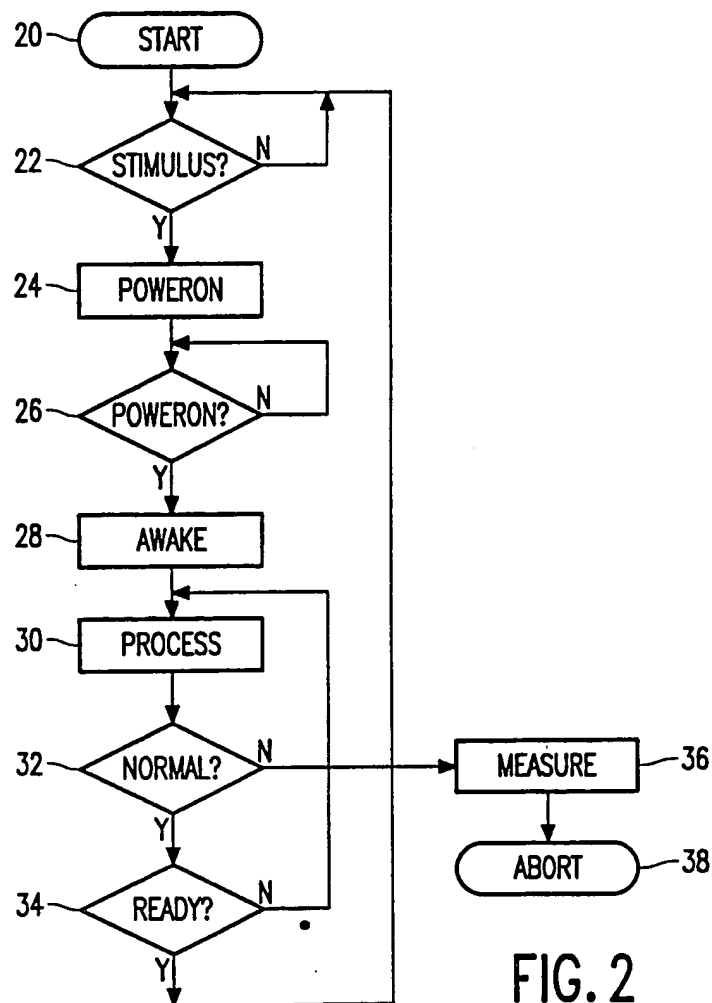 20 START
22 STIMULUS? N
Y
24 POWERON
26 POWERON? N
Y
28 AWAKE
30 PROCESS
32 NORMAL? N MEASURE 36
Y
34 READY? N ABORT 38
Y
FIG. 2